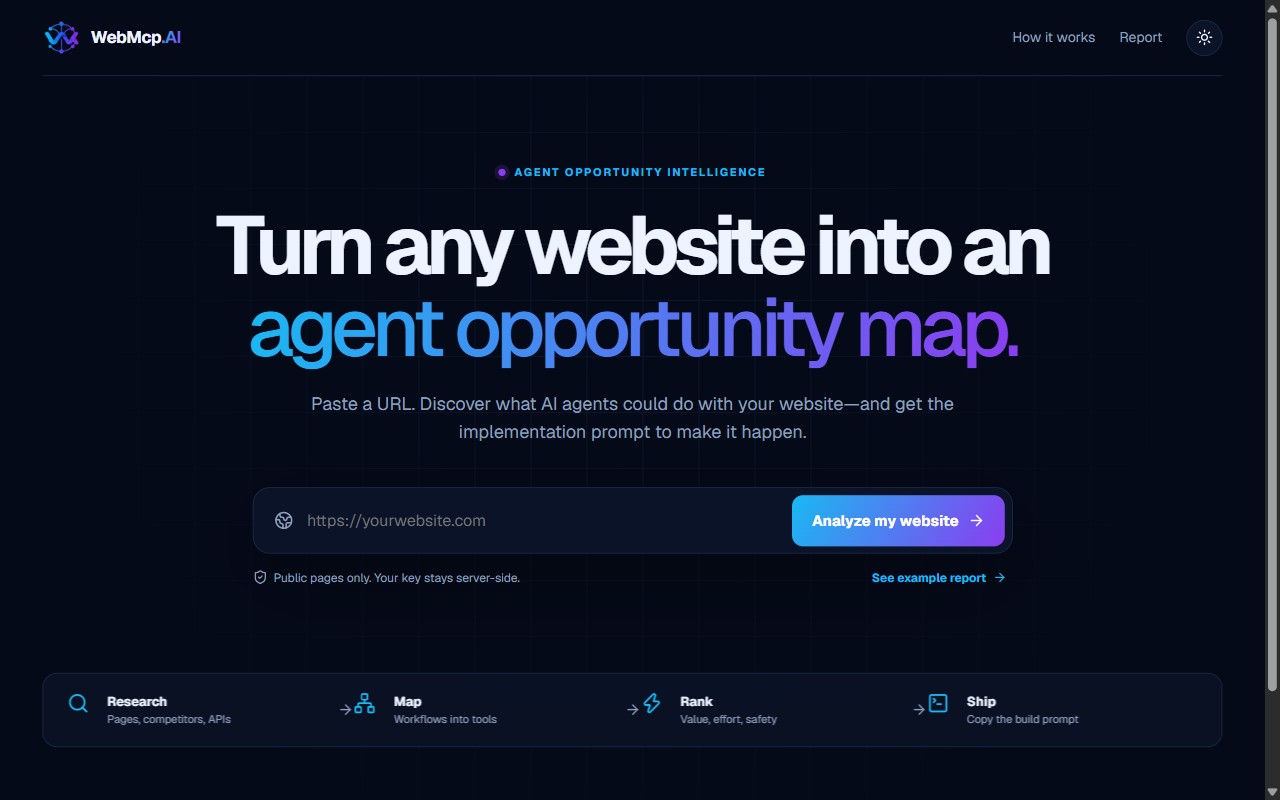 WebMcp.AI
How it works
Report
AGENT OPPORTUNITY INTELLIGENCE
Turn any website into an
agent opportunity map.
Paste a URL. Discover what AI agents could do with your website—and get the
implementation prompt to make it happen.
https://yourwebsite.com
Analyze my website →
Public pages only. Your key stays server-side.
See example report →
Research
Pages, competitors, APIs
→
Map
Workflows into tools
→
Rank
Value, effort, safety
→
Ship
Copy the build prompt